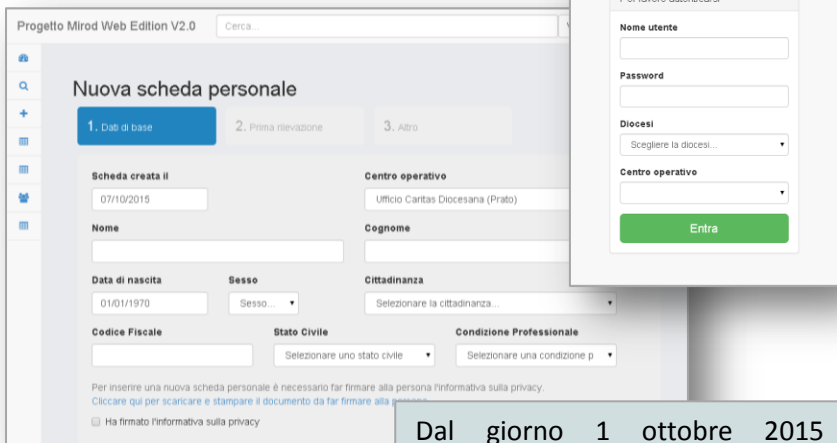 Progetto Mirod Web Edition V2.0
Cerca...
Nuova scheda personale
1. Dati di base
2. Prima rilevazione
3. Altro
Scheda creata il
Centro operativo
07/10/2015
Ufficio Caritas Diocesana (Prato)
Nome
Cognome
Data di nascita
Sesso
Cittadinanza
01/01/1970
Sesso...
Selezionare la cittadinanza...
Codice Fiscale
Stato Civile
Condizione Professionale
Selezionare uno stato civile
Selezionare una condizione p
Per inserire una nuova scheda personale è necessario far firmare alla persona l'informativa sulla privacy.
Cliccare qui per scaricare e stampare il documento da far firmare alla persona
Ha firmato l'informativa sulla privacy
Per favore autenticarsi
Nome utente
Password
Diocesi
Scegliere la diocesi...
Centro operativo
Entra
Dal giorno 1 ottobre 2015